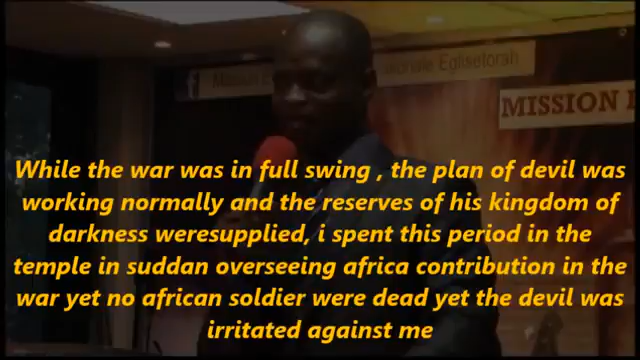 Mission
Eglisetorah
MISSION
While the war was in full swing , the plan of devil was
working normally and the reserves of his kingdom of
darkness weresupplied, i spent this period in the
temple in suddan overseeing africa contribution in the
war yet no african soldier were dead yet the devil was
irritated against me